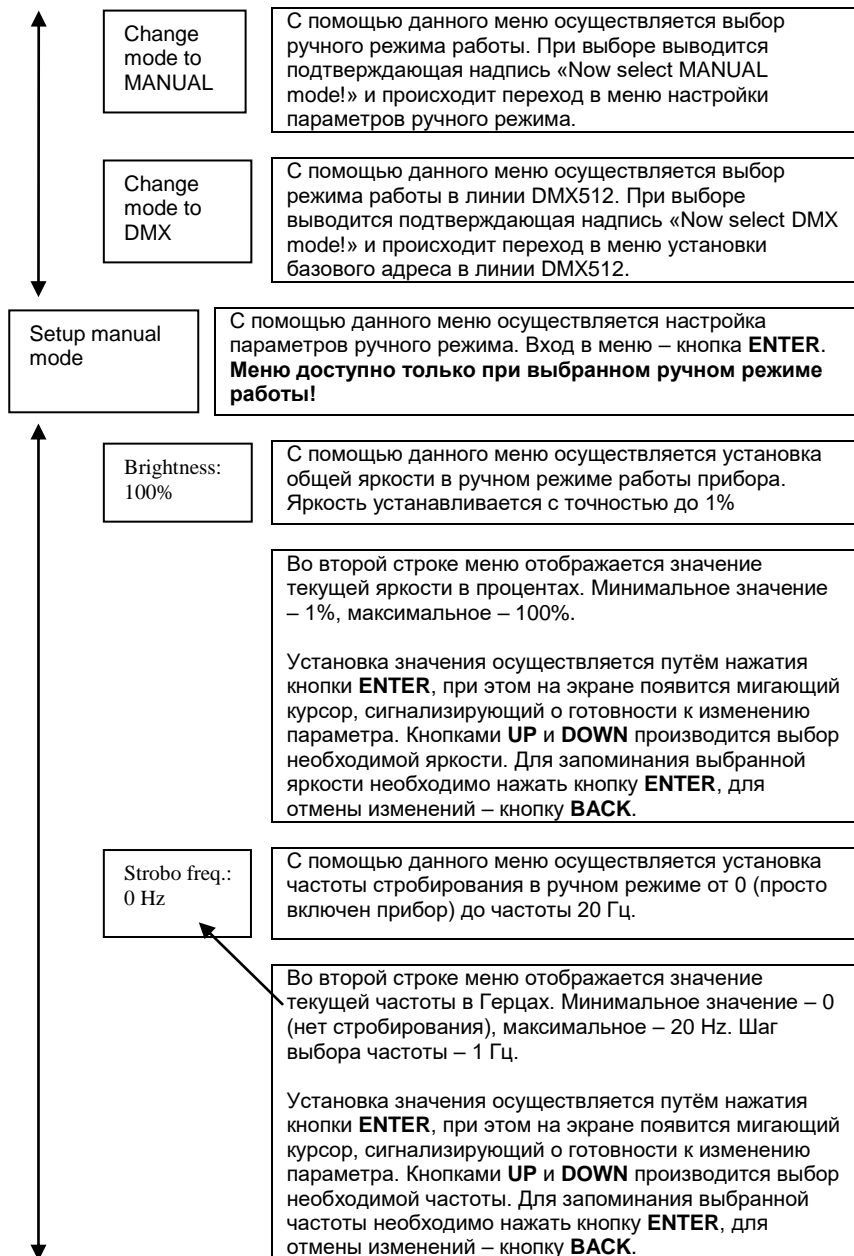 Change
mode to
MANUAL
С помощью данного меню осуществляется выбор
ручного режима работы. При выборе выводится
подтверждающая надпись «Now select MANUAL
mode!» и происходит переход в меню настройки
параметров ручного режима.
Change
mode to
DMX
С помощью данного меню осуществляется выбор
режима работы в линии DMX512. При выборе
выводится подтверждающая надпись «Now select DMX
mode!» и происходит переход в меню установки
базового адреса в линии DMX512.
Setup manual
mode
С помощью данного меню осуществляется настройка
параметров ручного режима. Вход в меню – кнопка ENTER.
Меню доступно только при выбранном ручном режиме
работы!
Brightness:
100%
С помощью данного меню осуществляется установка
общей яркости в ручном режиме работы прибора.
Яркость устанавливается с точностью до 1%
Во второй строке меню отображается значение
текущей яркости в процентах. Минимальное значение
– 1%, максимальное – 100%.
Установка значения осуществляется путём нажатия
кнопки ENTER, при этом на экране появится мигающий
курсор, сигнализирующий о готовности к изменению
параметра. Кнопками UP и DOWN производится выбор
необходимой яркости. Для запоминания выбранной
яркости необходимо нажать кнопку ENTER, для
отмены изменений – кнопку BACK.
Strobo freq.:
0 Hz
С помощью данного меню осуществляется установка
частоты стробирования в ручном режиме от 0 (просто
включен прибор) до частоты 20 Гц.
Во второй строке меню отображается значение
текущей частоты в Герцах. Минимальное значение – 0
(нет стробирования), максимальное – 20 Hz. Шаг
выбора частоты – 1 Гц.
Установка значения осуществляется путём нажатия
кнопки ENTER, при этом на экране появится мигающий
курсор, сигнализирующий о готовности к изменению
параметра. Кнопками UP и DOWN производится выбор
необходимой частоты. Для запоминания выбранной
частоты необходимо нажать кнопку ENTER, для
отмены изменений – кнопку BACK.